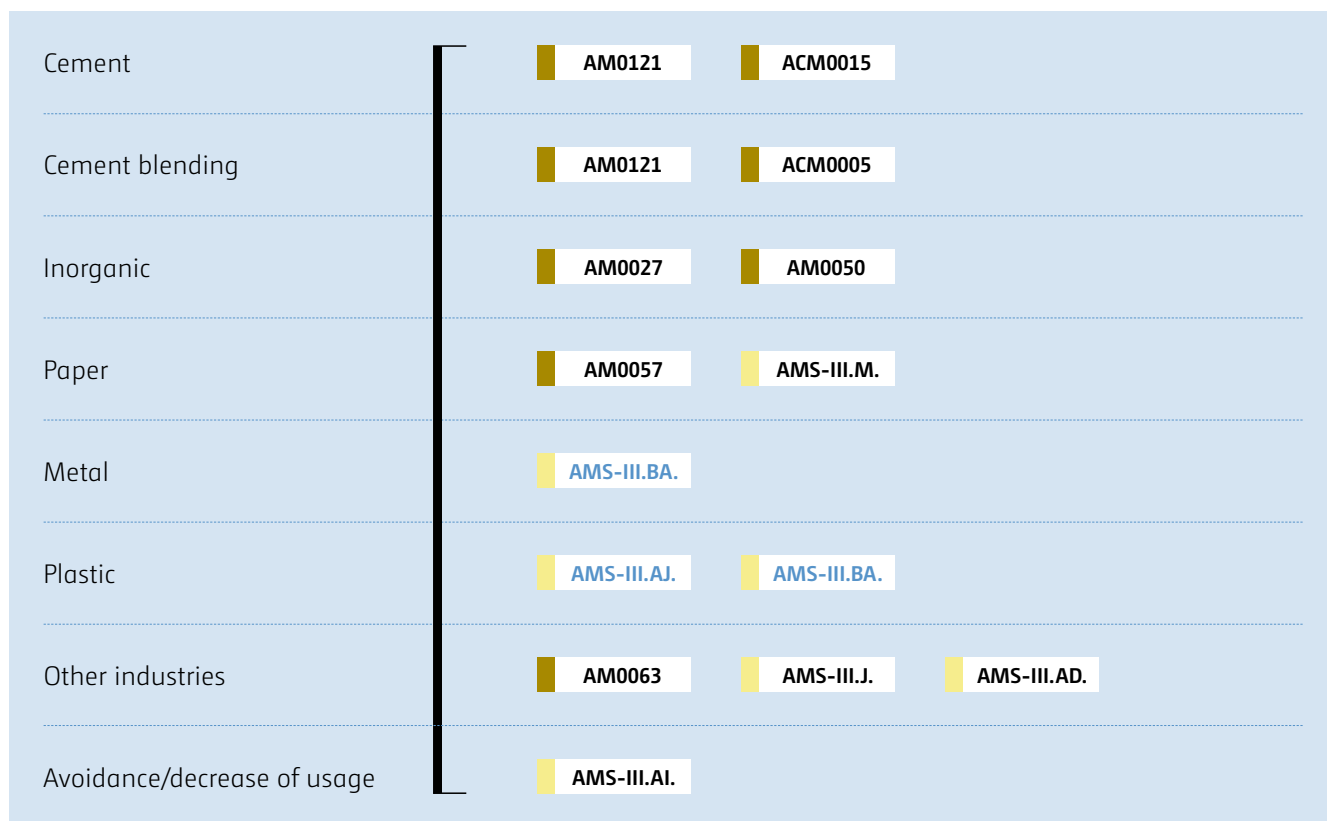 Cement AM0121 ACM0015
Cement blending AM0121 ACM0005
Inorganic AM0027 AM0050
Paper AM0057 AMS-III.M.
Metal AMS-III.BA.
Plastic AMS-III.AJ. AMS-III.BA.
Other industries AM0063 AMS-III.J. AMS-III.AD.
Avoidance/decrease of usage AMS-III.AI.